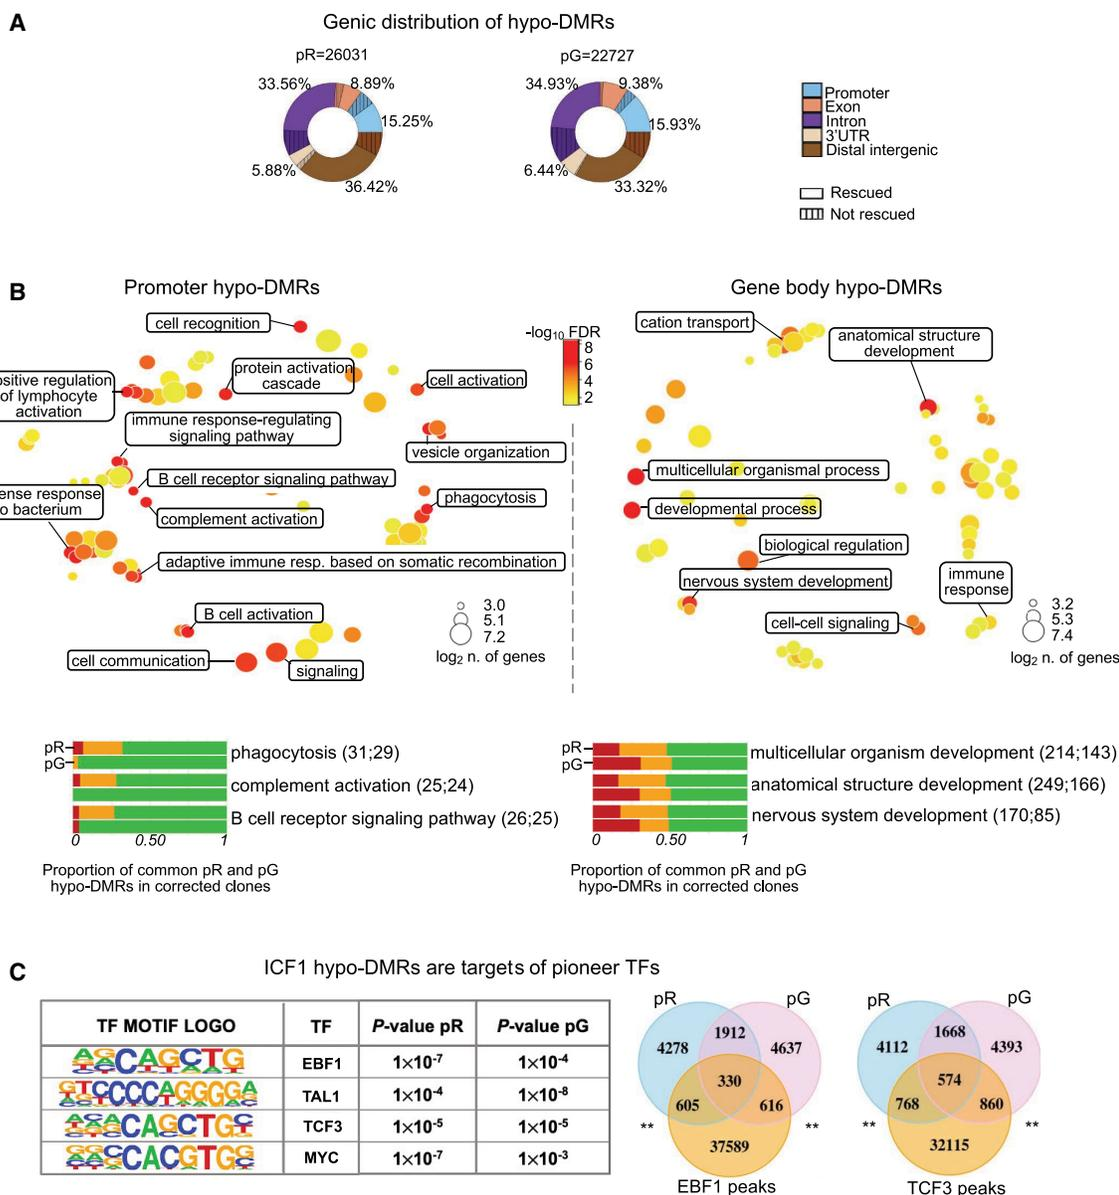 A
Genic distribution of hypo-DMRs
pR=26031
pG=22727
33.56%
8.89%
15.25%
5.88%
36.42%
34.93%
9.38%
15.93%
6.44%
33.32%
Promoter
Exon
Intron
3'UTR
Distal intergenic
Rescued
Not rescued
B
Promoter hypo-DMRs
Gene body hypo-DMRs
cell recognition
ositive regulation
of lymphocyte
activation
protein activation
cascade
cell activation
immune response-regulating
signaling pathway
vesicle organization
B cell receptor signaling pathway
ense response
o bacterium
complement activation
phagocytosis
adaptive immune resp. based on somatic recombination
B cell activation
cell communication
signaling
-log10 FDR
8
6
4
2
3.0
5.1
7.2
log2 n. of genes
cation transport
anatomical structure
development
multicellular organismal process
developmental process
biological regulation
nervous system development
immune
response
cell-cell signaling
3.2
5.3
7.4
log2 n. of genes
pR
pG
phagocytosis (31;29)
complement activation (25;24)
B cell receptor signaling pathway (26;25)
0 0.50 1
Proportion of common pR and pG
hypo-DMRs in corrected clones
pR
pG
multicellular organism development (214;143)
anatomical structure development (249;166)
nervous system development (170;85)
0 0.50 1
Proportion of common pR and pG
hypo-DMRs in corrected clones
C
ICF1 hypo-DMRs are targets of pioneer TFs
TF MOTIF LOGO TF P-value pR P-value pG
EBF1 1×10-7 1×10-4
TAL1 1×10-4 1×10-8
TCF3 1×10-5 1×10-5
MYC 1×10-7 1×10-3
pR
pG
4278
1912
4637
330
605
616
37589
**
**
EBF1 peaks
pR
pG
4112
1668
4393
574
768
860
32115
**
**
TCF3 peaks